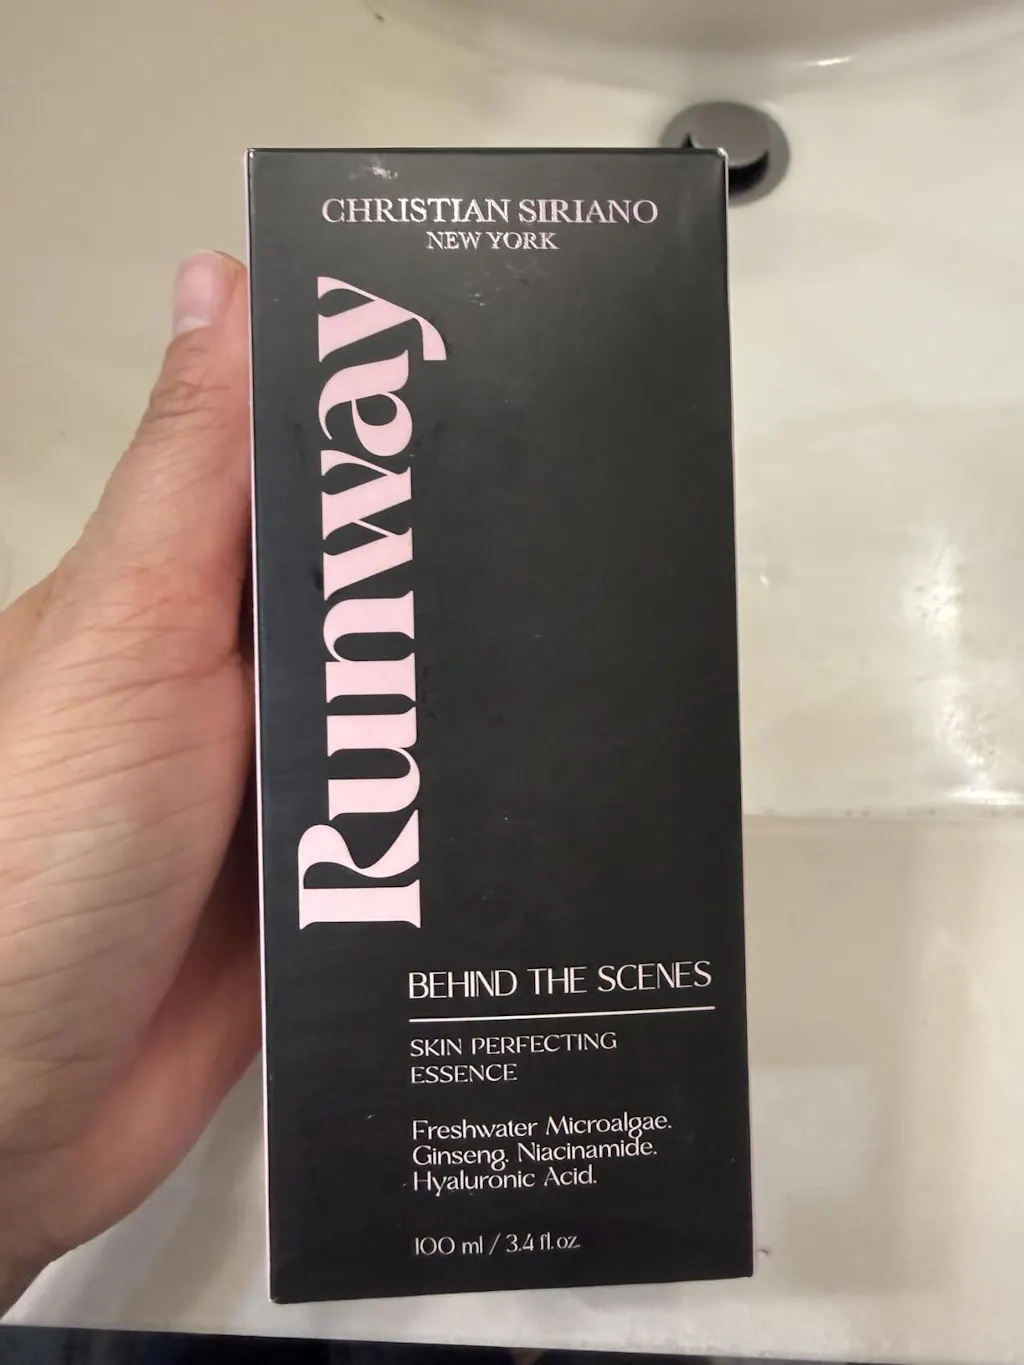 CHRISTIAN SIRIANO
NEW YORK
Runway
BEHIND THE SCENES
SKIN PERFECTING
ESSENCE
Freshwater Microalgae.
Ginseng. Niacinamide.
Hyaluronic Acid.
100 ml / 3.4 fl. oz.